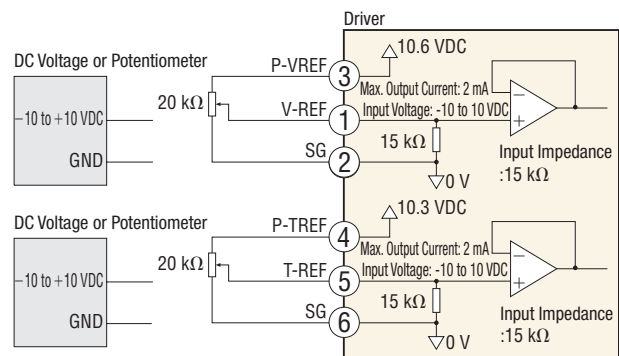 Driver
10.6 VDC
DC Voltage or Potentiometer
P-VREF
3
Max. Output Current: 2 mA
−10 to +10 VDC
20 kΩ
V-REF
1
Input Voltage: -10 to 10 VDC
15 kΩ
GND
SG
2
Input Impedance
:15 kΩ
0 V
10.3 VDC
DC Voltage or Potentiometer
P-TREF
4
Max. Output Current: 2 mA
−10 to +10 VDC
20 kΩ
T-REF
5
Input Voltage: -10 to 10 VDC
15 kΩ
GND
SG
6
Input Impedance
:15 kΩ
0 V
−
+
−
+